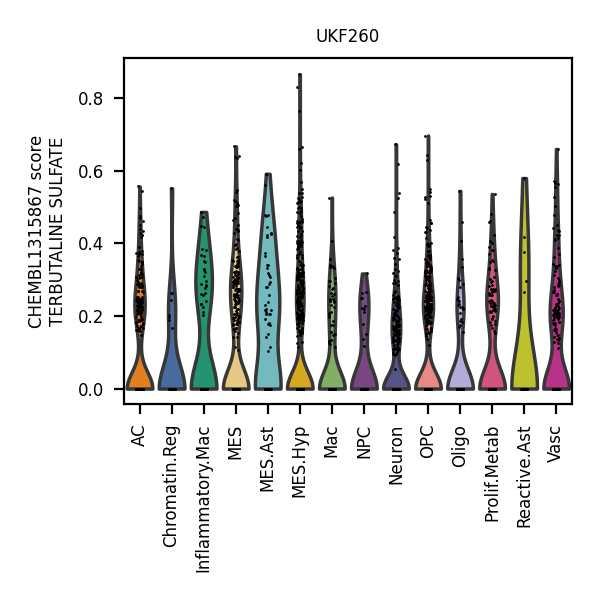 UKF260
CHEMBL1315867 score
TERBUTALINE SULFATE
0.8
0.6
0.4
0.2
0.0
AC
Chromatin.Reg
Inflammatory.Mac
MES
MES.Ast
MES.Hyp
Mac
NPC
Neuron
OPC
Oligo
Prolif.Metab
Reactive.Ast
Vasc